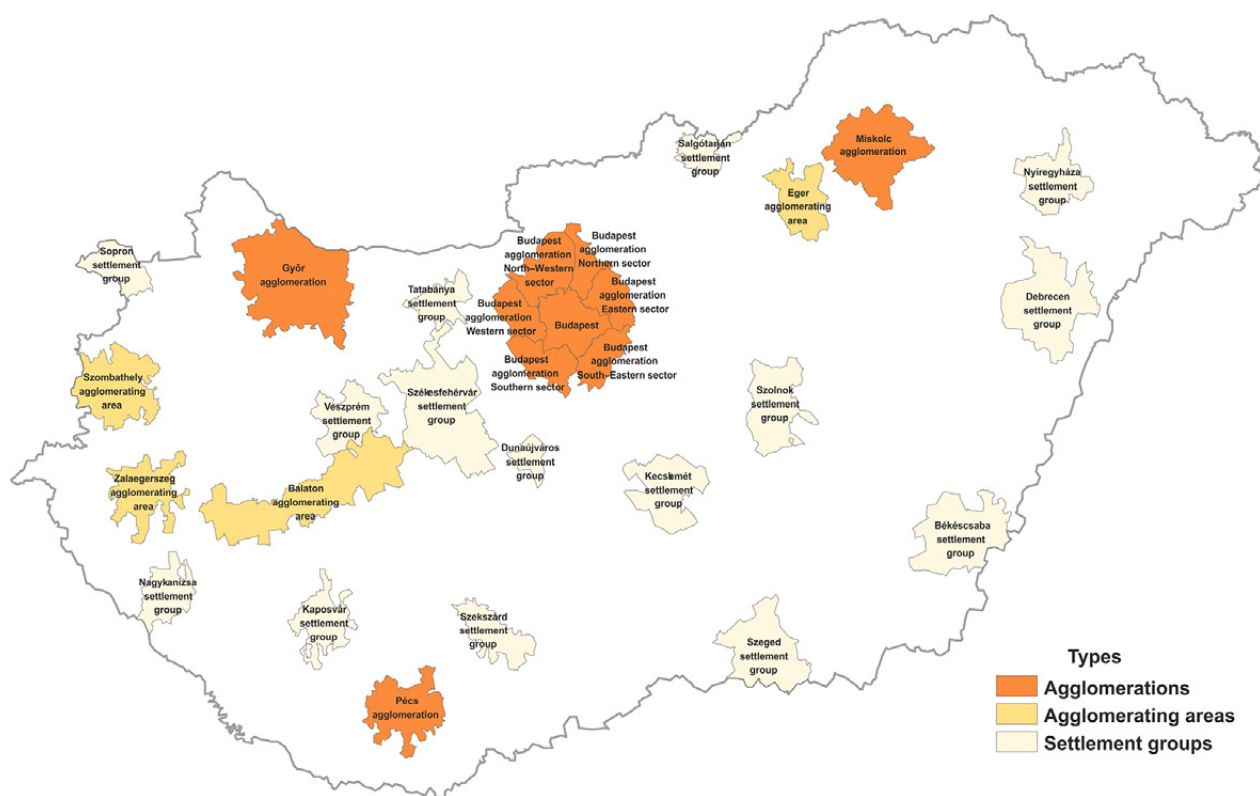 Salgótarján
settlement
group
Miskolc
agglomeration
Nyíregyháza
settlement
group
Eger
agglomerating
area
Sopron
settlement
group
Győr
agglomeration
Budapest
agglomeration
North–Western
sector
Budapest
agglomeration
Northern sector
Budapest
agglomeration
Eastern sector
Tatabánya
settlement
group
Budapest
agglomeration
Western sector
Budapest
Budapest
agglomeration
South–Eastern sector
Budapest
agglomeration
Southern sector
Debrecen
settlement
group
Szombathely
agglomerating
area
Veszprém
settlement
group
Székesfehérvár
settlement
group
Szolnok
settlement
group
Dunaújváros
settlement
group
Zalaegerszeg
agglomerating
area
Balaton
agglomerating
area
Kecskemét
settlement
group
Békéscsaba
settlement
group
Nagykanizsa
settlement
group
Kaposvár
settlement
group
Szekszárd
settlement
group
Szeged
settlement
group
Pécs
agglomeration
Types
Agglomerations
Agglomerating areas
Settlement groups